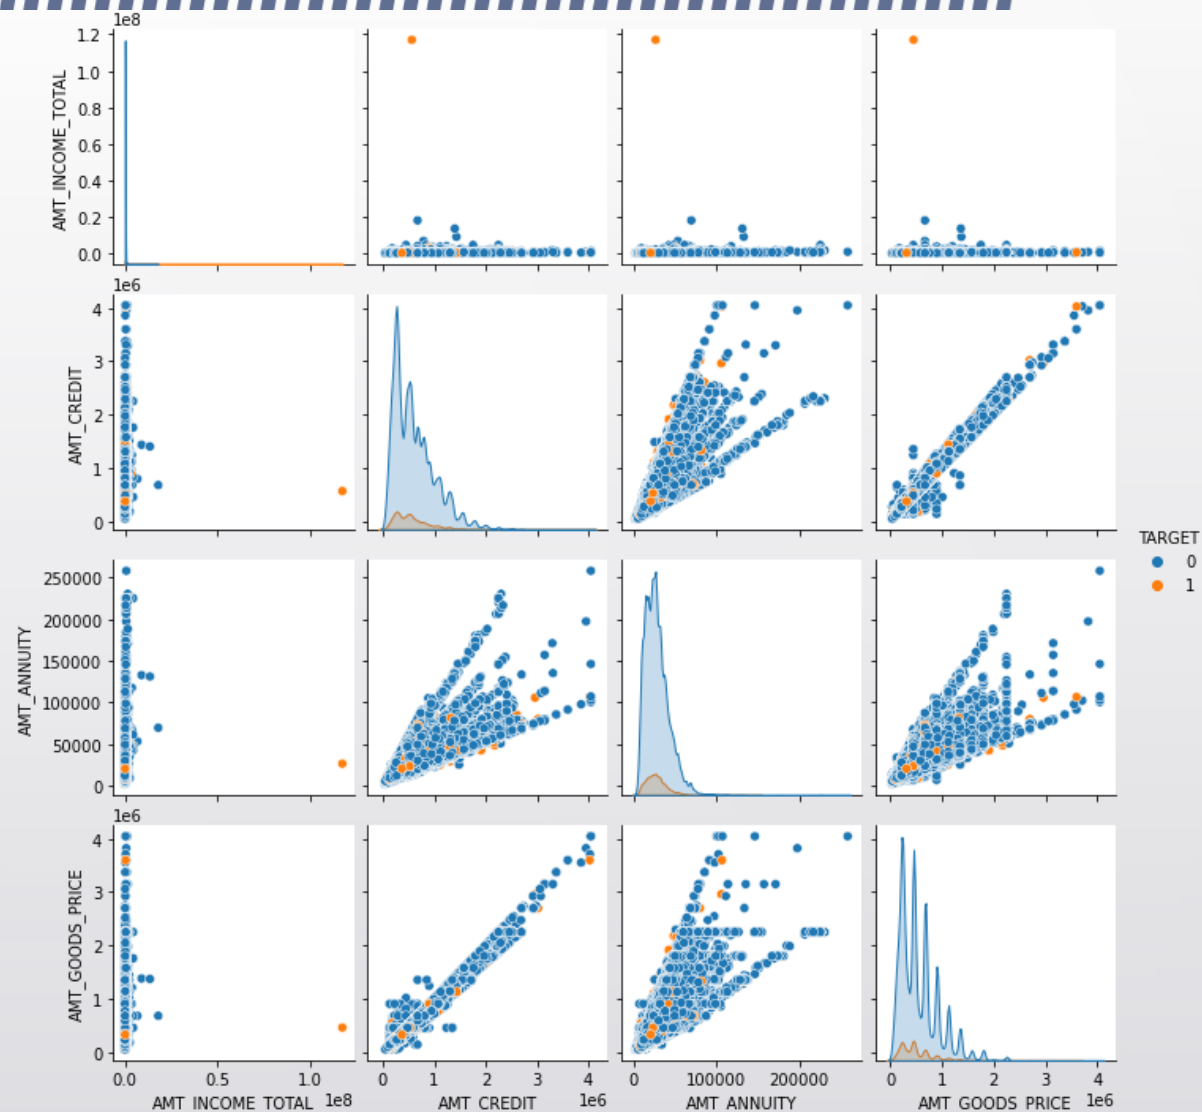 1e8
AMT_INCOME_TOTAL
1.2
1.0
0.8
0.6
0.4
0.2
0.0
1e6
AMT_CREDIT
4
3
2
1
0
AMT_ANNUITY
250000
200000
150000
100000
50000
0
1e6
AMT_GOODS_PRICE
4
3
2
1
0
0.0 0.5 1.0 0 1 2 3 4 0 100000 200000 0 1 2 3 4
AMT_INCOME_TOTAL 1e8 AMT_CREDIT 1e6 AMT_ANNUITY AMT_GOODS_PRICE 1e6
TARGET
0
1